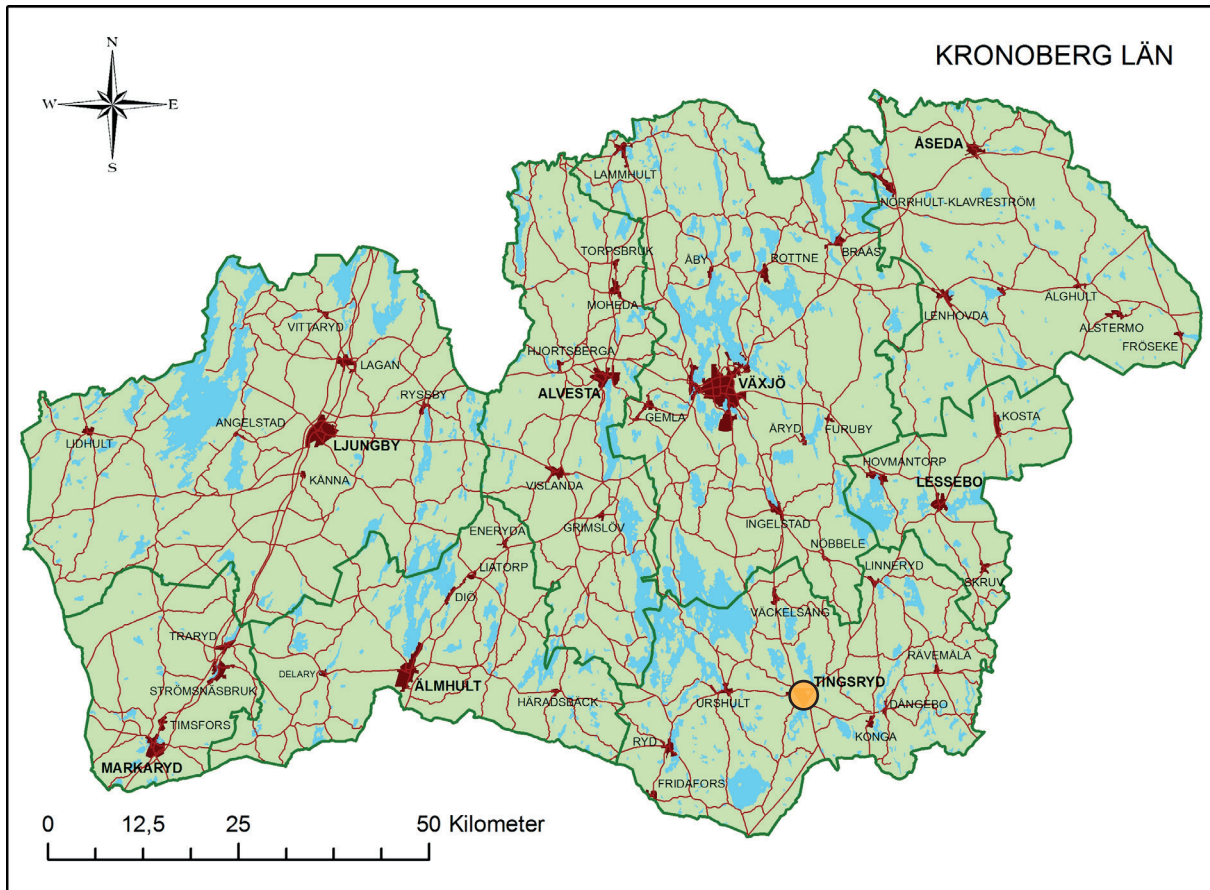 KRONOBERG LÄN
N
W E
S
ÅSEDA
LAMMHULT
NORRHULT-KLAVRESTRÖM
TORPSBRUK
ÅBY
ROTTNE
BRAÅS
MOHEDA
ÄLGHULT
LENHOVDA
ALSTERMO
VITTARYD
FRÖSEKE
HJORTSBERGA
LAGAN
VÄXJÖ
ALVESTA
RYSSBY
GEMLA
KOSTA
ANGELSTAD
FURUBY
LIDHULT
LJUNGBY
ÅRYD
HOVMANTORP
KÅNNA
VISLANDA
LESSEBO
INGELSTAD
GRIMSLÖV
ENERYDA
NÖBBELE
LIATORP
LINNERYD
SKRUV
DIÖ
VÄCKELSÅNG
TRARYD
RÄVEMÅLA
DELARY
ÄLMHULT
TINGSRYD
STRÖMSNÄSBRUK
HÄRADSBÄCK
URSHULT
DÅNGEBO
TIMSFORS
KONGA
RYD
MARKARYD
FRIDAFORS
0 12,5 25 50 Kilometer